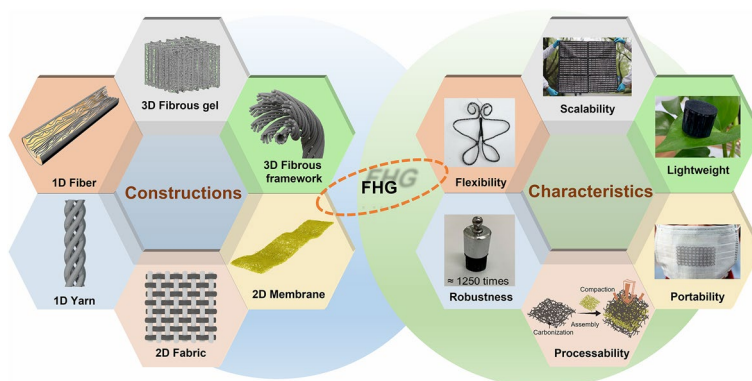 3D Fibrous gel
1D Fiber
3D Fibrous
framework
Constructions
1D Yarn
2D Membrane
2D Fabric
FHG
FHG
Scalability
Flexibility
Lightweight
Characteristics
≈ 1250 times
Robustness
Portability
Compaction
Carbonization
Assembly
Processability